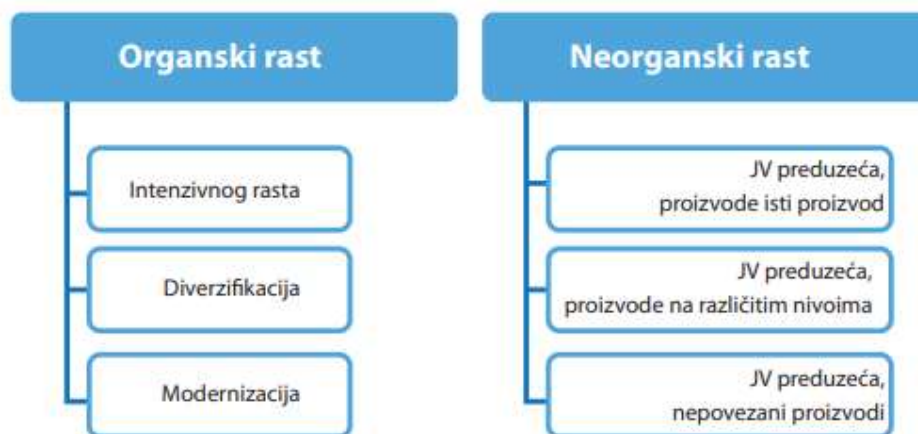 Organski rast
Intenzivnog rasta
Diverzifikacija
Modernizacija
Neorganski rast
JV preduzeća,
proizvode isti proizvod
JV preduzeća,
proizvode na različitim nivoima
JV preduzeća,
nepovezani proizvodi